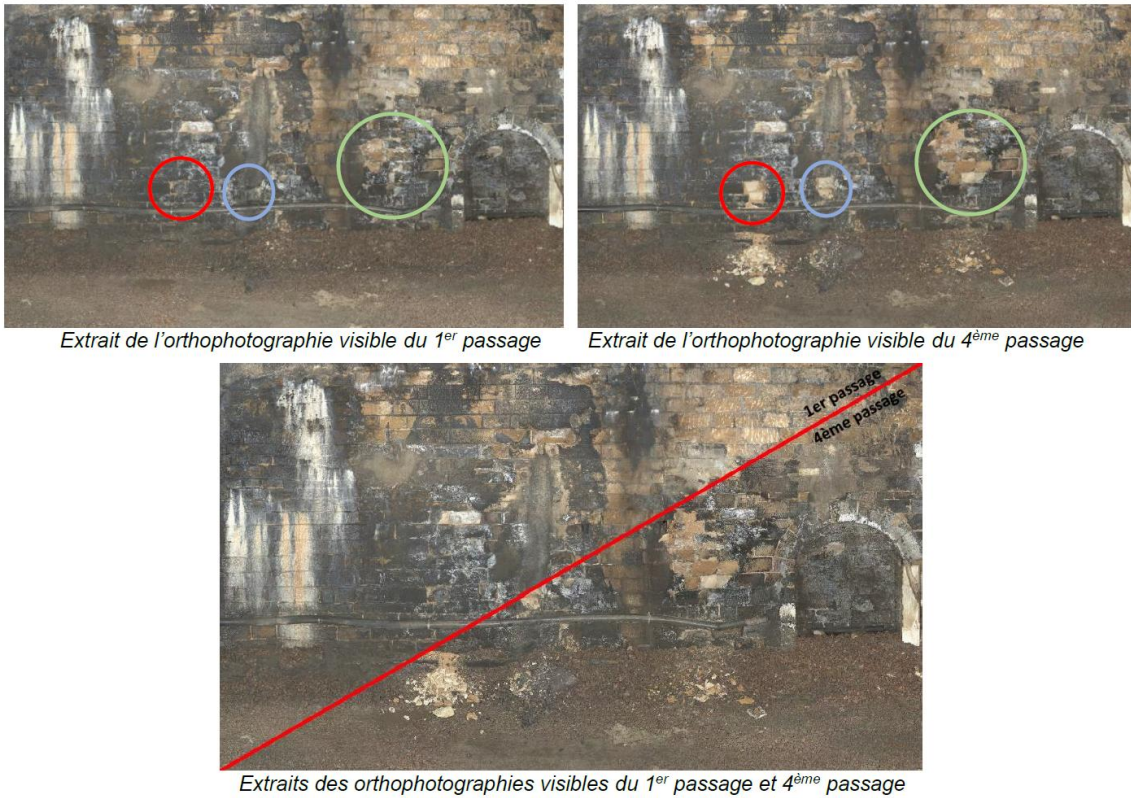 Extrait de l'orthophotographie visible du 1er passage
Extrait de l'orthophotographie visible du 4ème passage
1er passage
4ème passage
Extraits des orthophotographies visibles du 1er passage et 4ème passage